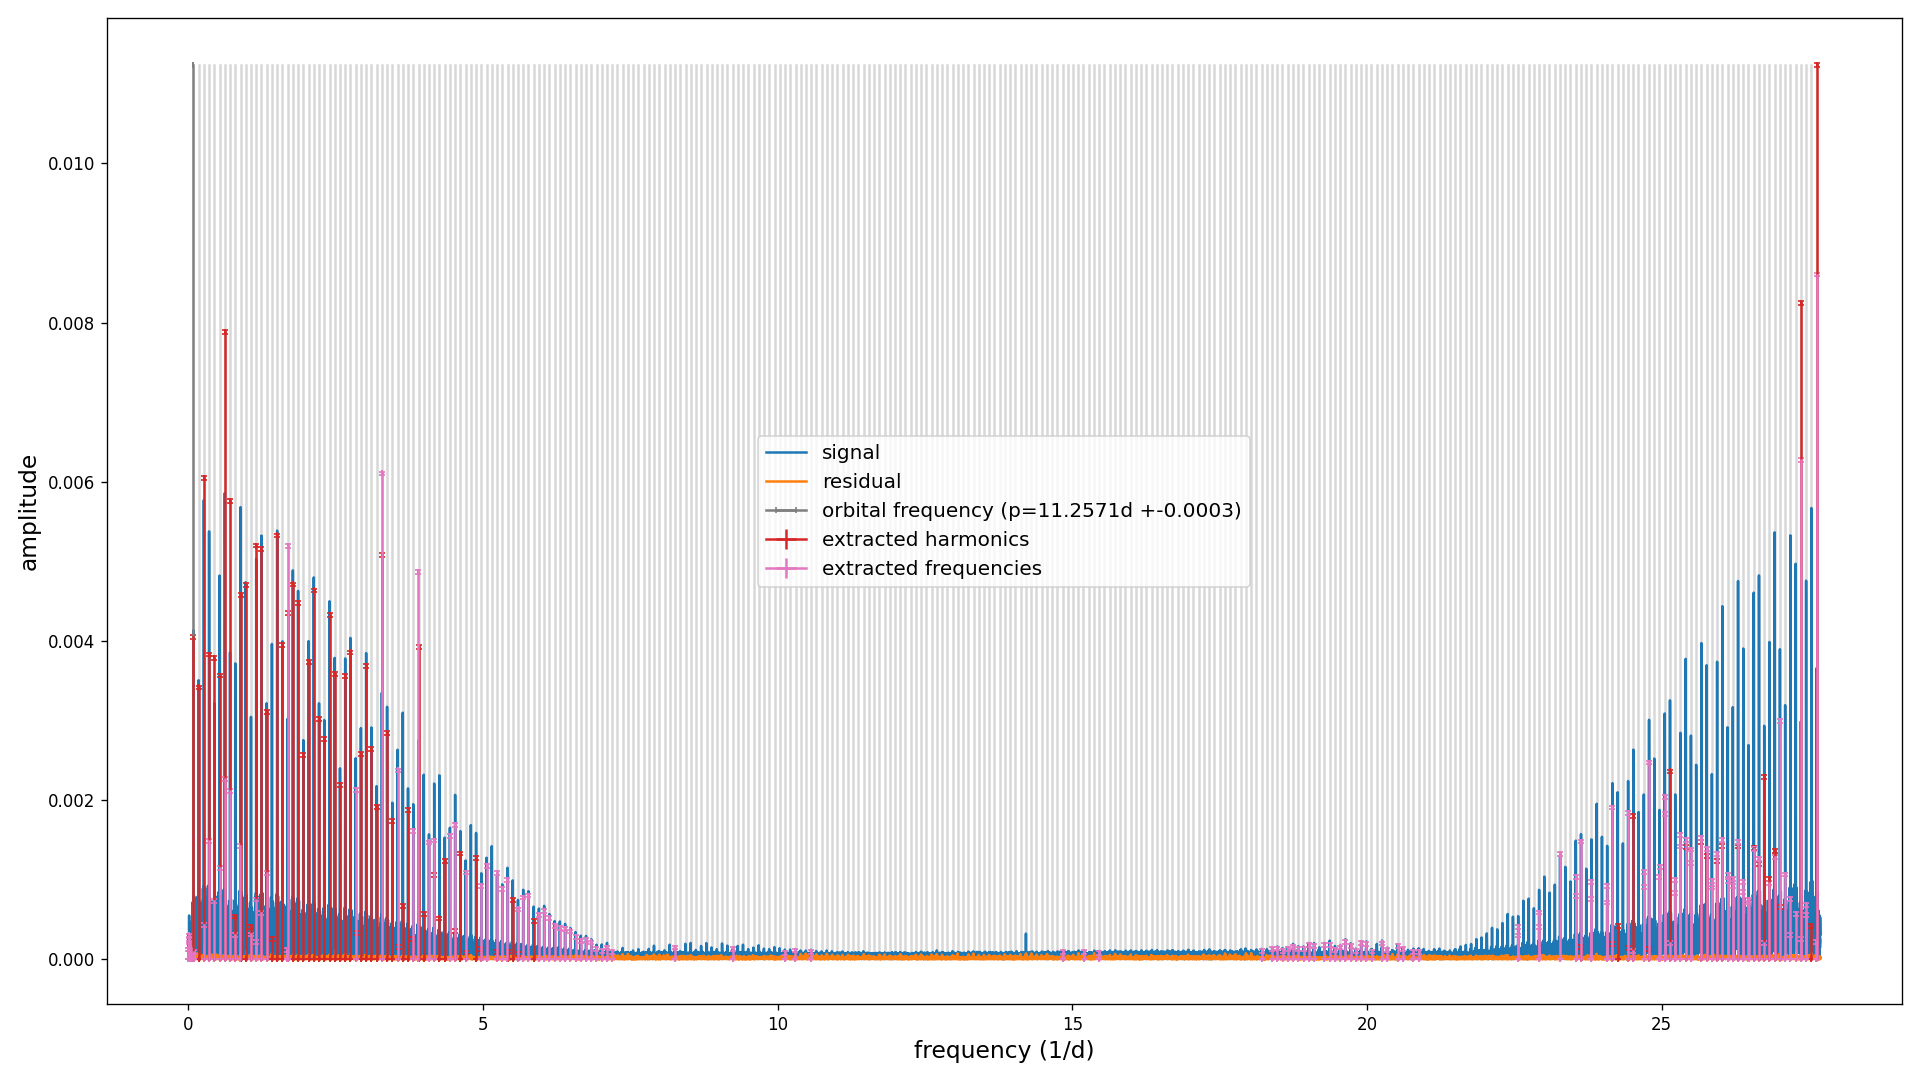 amplitude
0.010
0.008
0.006
0.004
0.002
0.000
signal
residual
orbital frequency (p=11.2571d +-0.0003)
extracted harmonics
extracted frequencies
0 5 10 15 20 25
frequency (1/d)